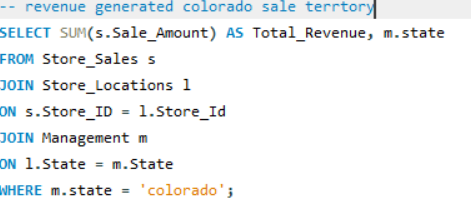 -- revenue generated colorado sale terrtory
SELECT SUM(s.Sale_Amount) AS Total_Revenue, m.state
FROM Store_Sales s
JOIN Store_Locations l
ON s.Store_ID = l.Store_Id
JOIN Management m
ON l.State = m.State
WHERE m.state = 'colorado';